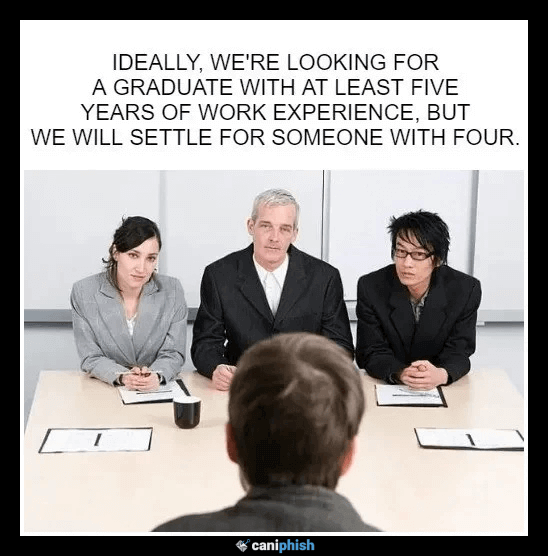 IDEALLY, WE'RE LOOKING FOR
A GRADUATE WITH AT LEAST FIVE
YEARS OF WORK EXPERIENCE, BUT
WE WILL SETTLE FOR SOMEONE WITH FOUR.
caniphish